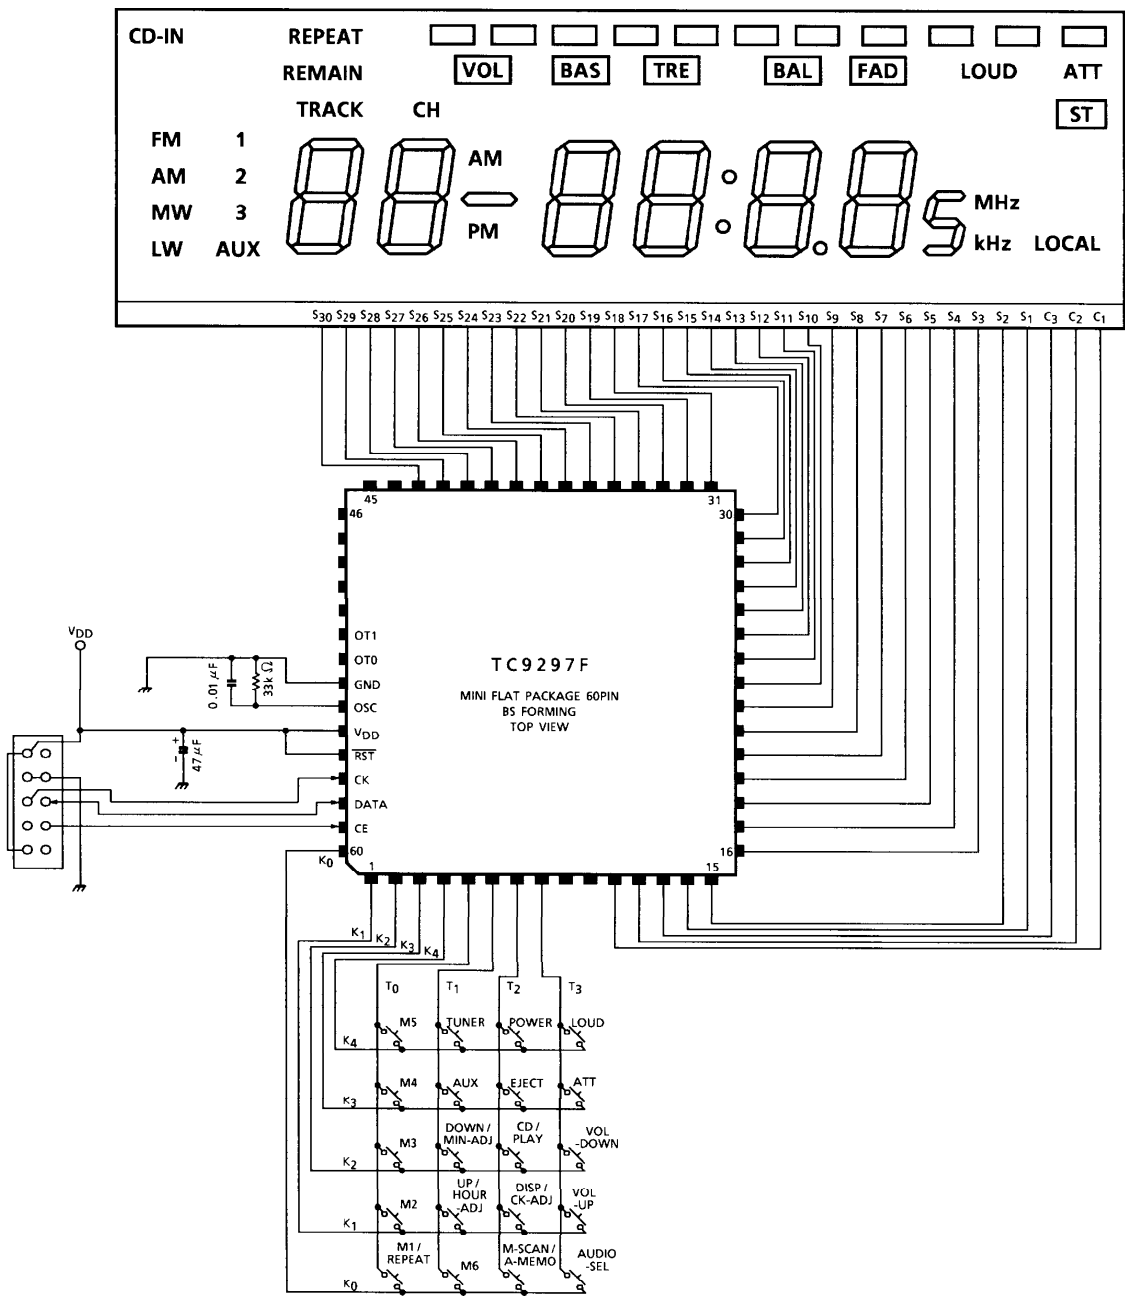 CD-IN REPEAT
REMAIN VOL BAS TRE BAL FAD LOUD ATT
TRACK CH ST
FM 1
AM 2 AM
MW 3 MHz
PM
LW AUX kHz LOCAL
S30 S29 S28 S27 S26 S25 S24 S23 S22 S21 S20 S19 S18 S17 S16 S15 S14 S13 S12 S11 S10 S9 S8 S7 S6 S5 S4 S3 S2 S1 C3 C2 C1
45 31
46 30
VDD
OT1
OT0
GND
OSC
VDD
RST
CK
DATA
CE
60
0.01 μF
33k Ω
+
-
47 μF
TC9297F
MINI FLAT PACKAGE 60PIN
BS FORMING
TOP VIEW
16
K0
1 15
K1 K2 K3 K4
T0 T1 T2 T3
M5 TUNER POWER LOUD
K4
M4 AUX EJECT ATT
K3
M3 DOWN / CD / VOL
MIN-ADJ PLAY -DOWN
K2
M2 UP / DISP / VOL
HOUR CK-ADJ -UP
-ADJ
K1
M1 / M6 M-SCAN / AUDIO
REPEAT A-MEMO -SEL
K0